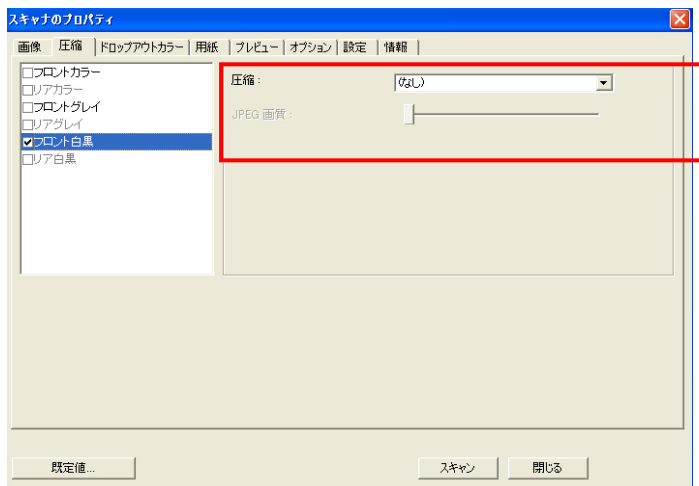 スキャナのプロパティ
画像 圧縮 ドロップアウトカラー 用紙 プレビュー オプション 設定 情報
フロントカラー
リアカラー
フロントグレイ
リアグレイ
フロント白黒
リア白黒
圧縮： (なし)
JPEG 画質：
既定値... スキャン 閉じる